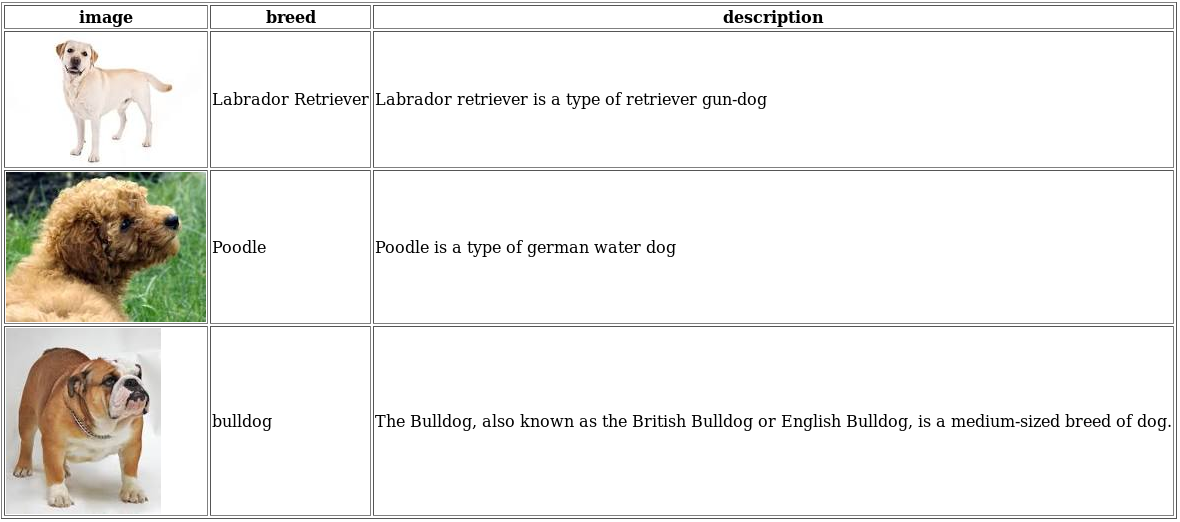 image breed description
Labrador Retriever Labrador retriever is a type of retriever gun-dog
Poodle Poodle is a type of german water dog
bulldog The Bulldog, also known as the British Bulldog or English Bulldog, is a medium-sized breed of dog.